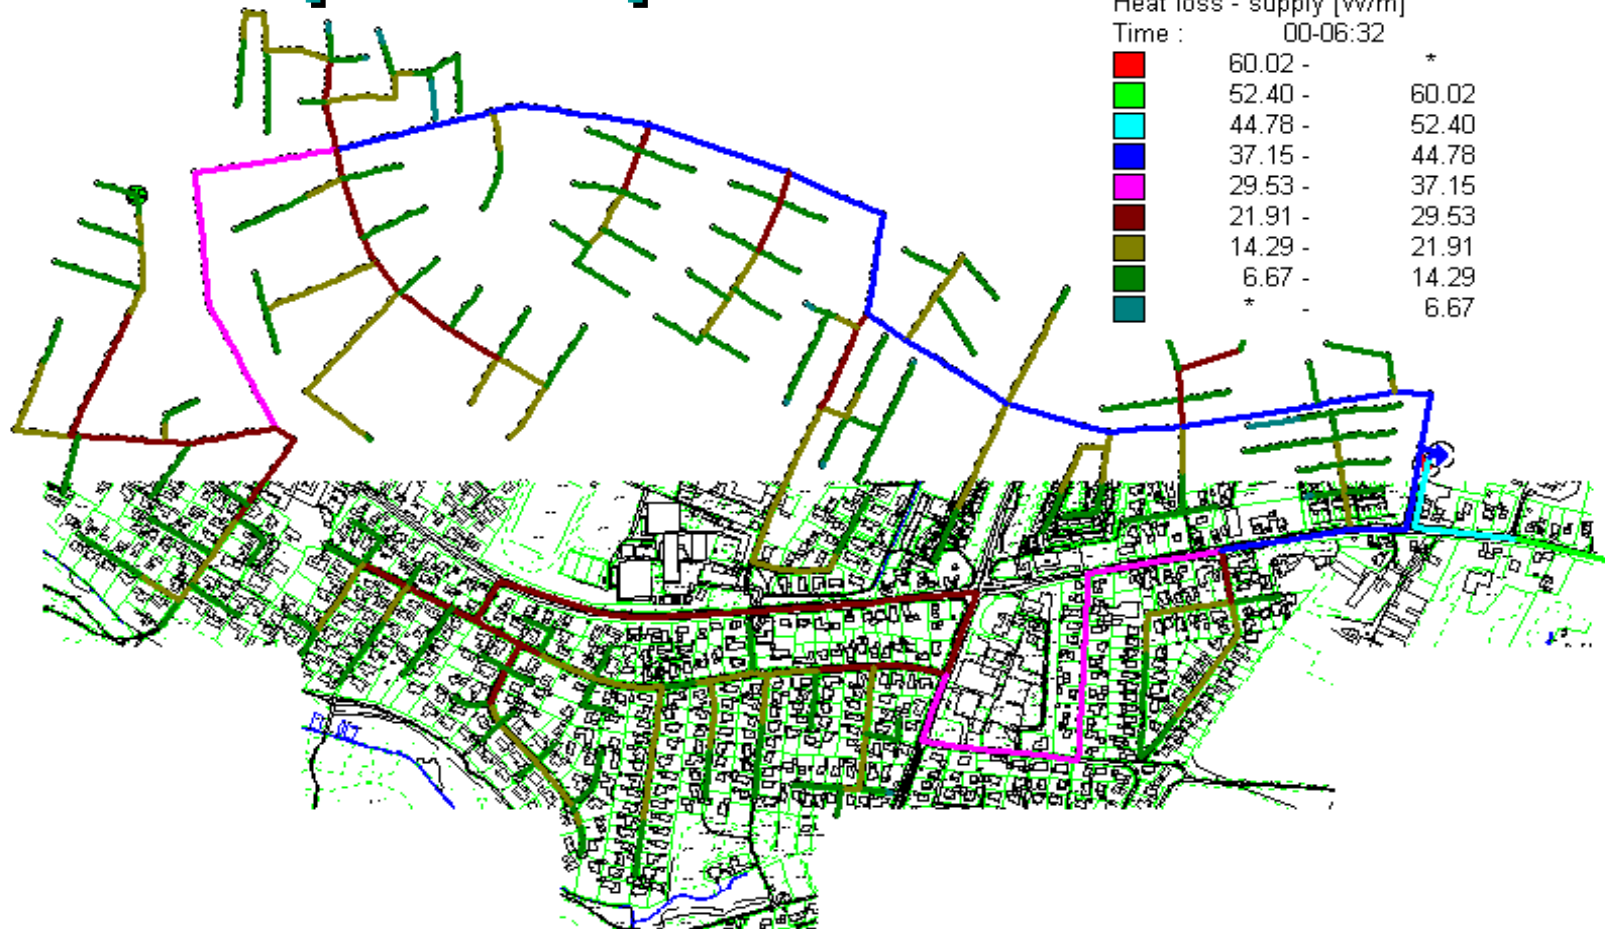 Heat loss - supply [W/m]
Time : 00-06:32
60.02 - *
52.40 - 60.02
44.78 - 52.40
37.15 - 44.78
29.53 - 37.15
21.91 - 29.53
14.29 - 21.91
6.67 - 14.29
* - 6.67